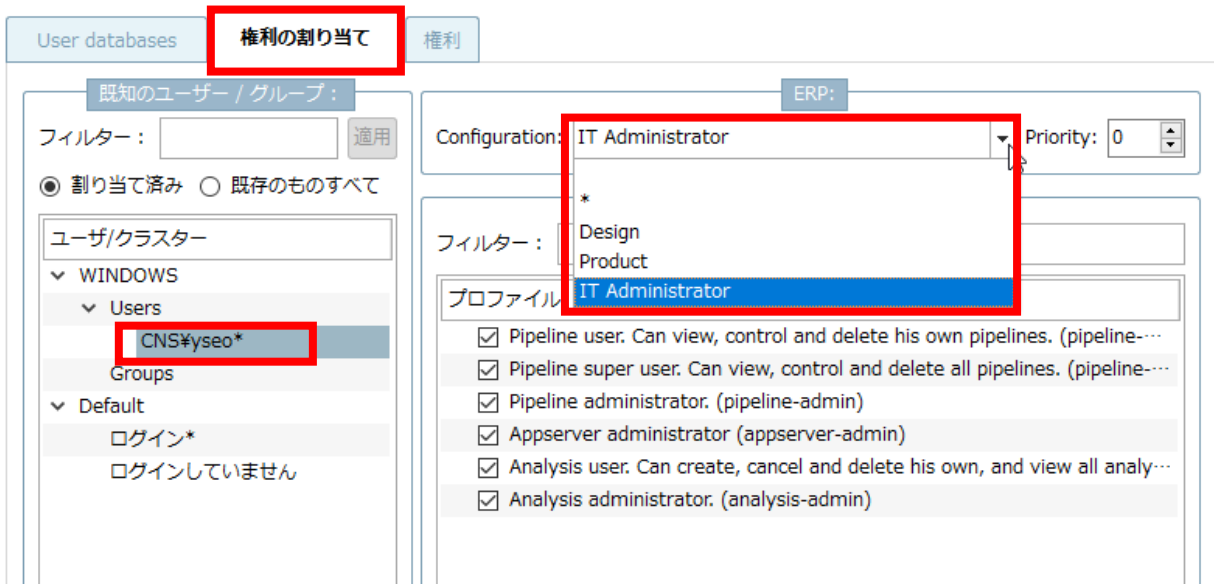 User databases
権利の割り当て
権利
既知のユーザー / グループ：
フィルター：
適用
割り当て済み
既存のものすべて
ユーザ/クラスター
WINDOWS
Users
CNS¥yseo*
Groups
Default
ログイン*
ログインしていません
ERP:
Configuration: IT Administrator
Priority: 0
*
Design
Product
IT Administrator
フィルター：
プロファイル
Pipeline user. Can view, control and delete his own pipelines. (pipeline-…
Pipeline super user. Can view, control and delete all pipelines. (pipeline-…
Pipeline administrator. (pipeline-admin)
Appserver administrator (appserver-admin)
Analysis user. Can create, cancel and delete his own, and view all analy…
Analysis administrator. (analysis-admin)